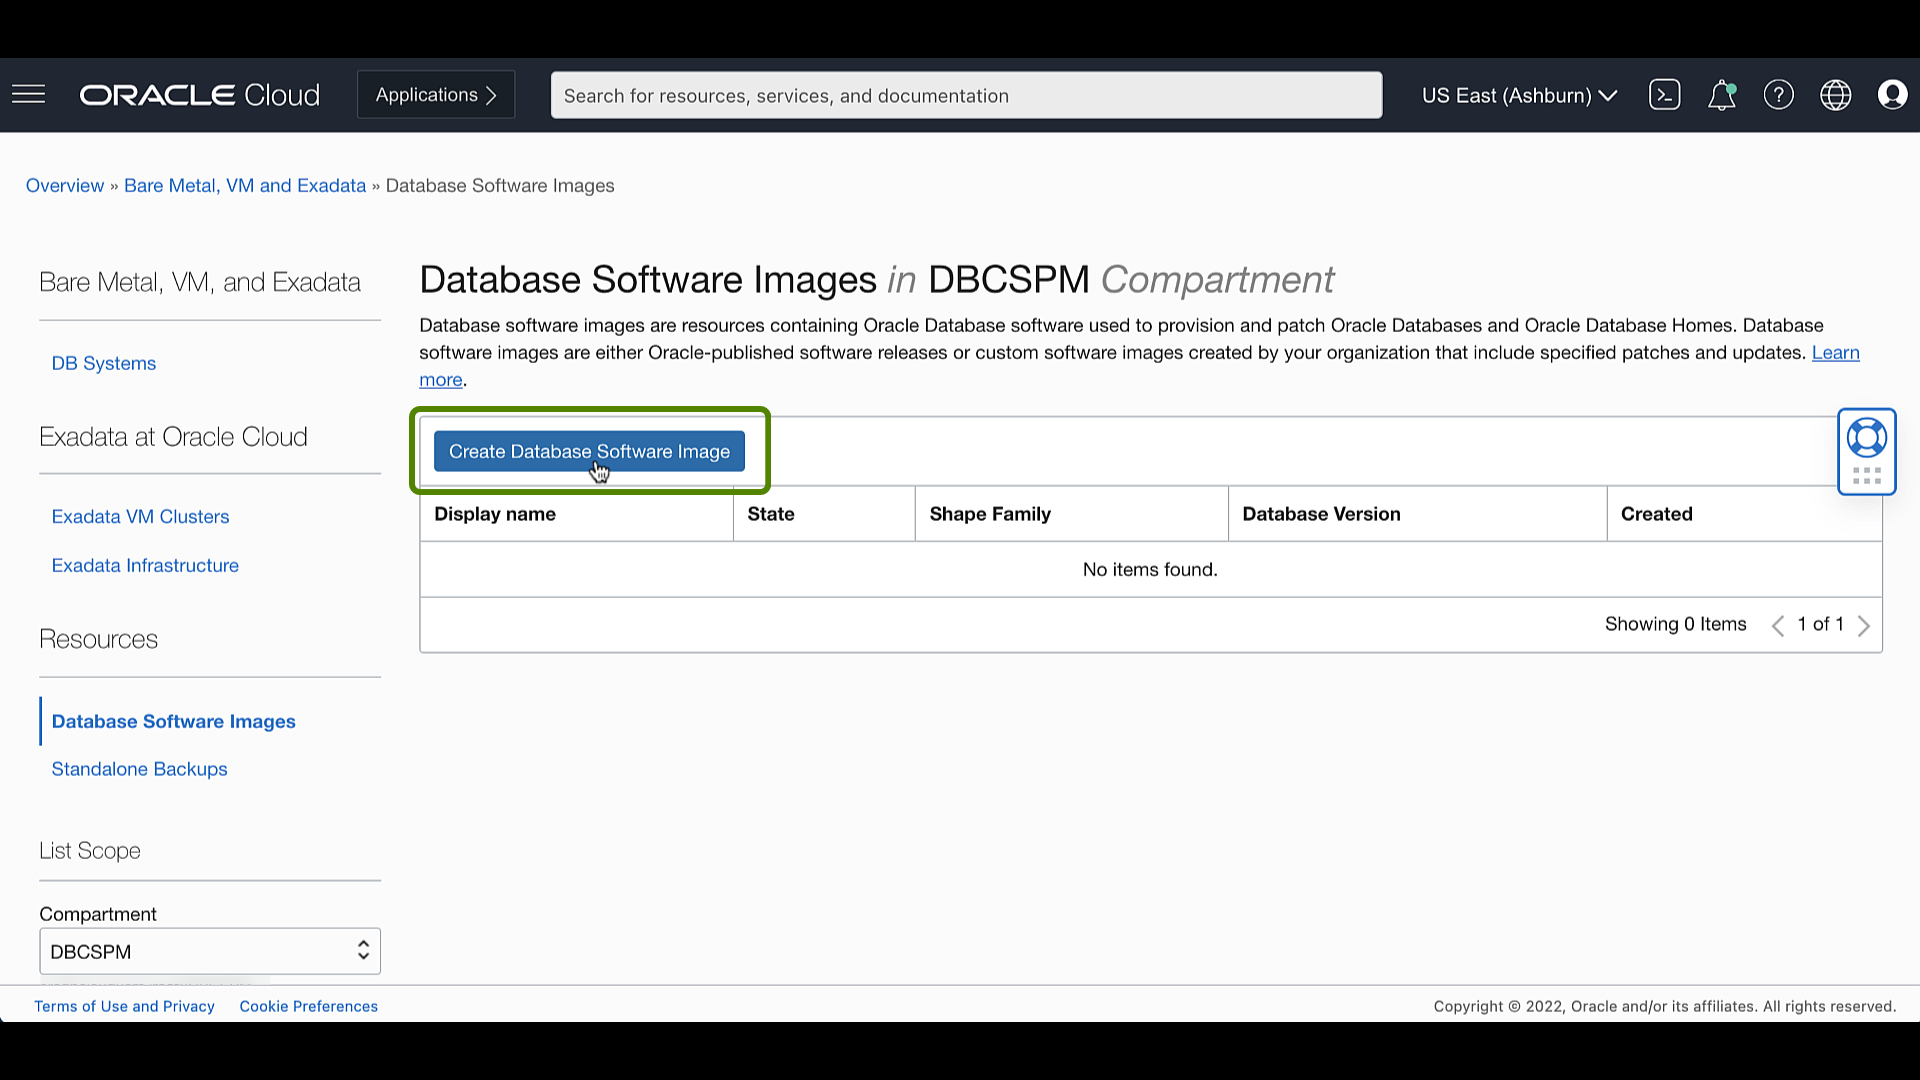 ORACLE Cloud
Applications
Search for resources, services, and documentation
US East (Ashburn)
Overview » Bare Metal, VM and Exadata » Database Software Images
Bare Metal, VM, and Exadata
DB Systems
Exadata at Oracle Cloud
Exadata VM Clusters
Exadata Infrastructure
Resources
Database Software Images
Standalone Backups
List Scope
Compartment
DBCSPM
Database Software Images in DBCSPM Compartment
Database software images are resources containing Oracle Database software used to provision and patch Oracle Databases and Oracle Database Homes. Database
software images are either Oracle-published software releases or custom software images created by your organization that include specified patches and updates. Learn
more.
Create Database Software Image
Display name State Shape Family Database Version Created
No items found.
Showing 0 Items 1 of 1
Terms of Use and Privacy Cookie Preferences
Copyright © 2022, Oracle and/or its affiliates. All rights reserved.